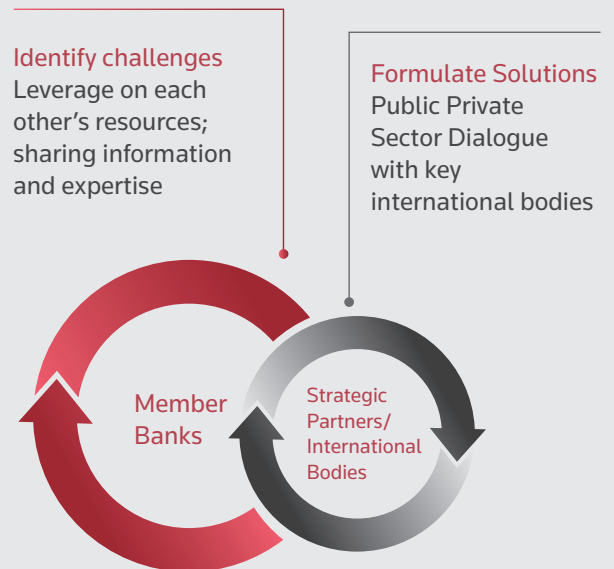 Identify challenges
Leverage on each
other's resources;
sharing information
and expertise
Formulate Solutions
Public Private
Sector Dialogue
with key
international bodies
Member
Banks
Strategic
Partners/
International
Bodies